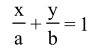 x/a + y/b = 1